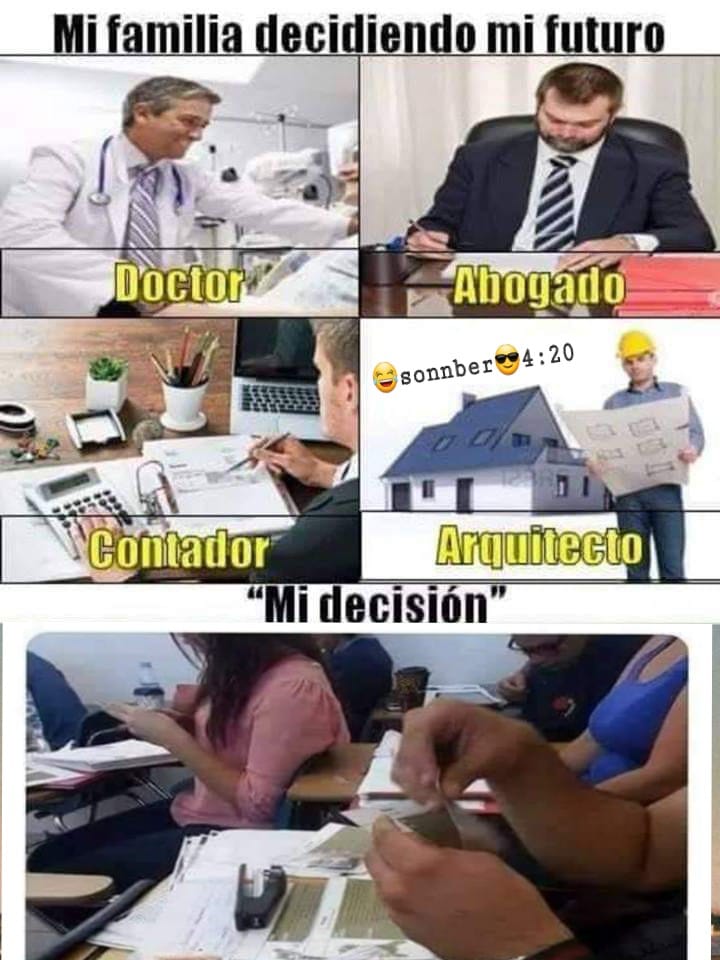 Mi familia decidiendo mi futuro
Doctor
Abogado
😅sonnber😎4:20
Contador
Arquitecto
“Mi decisión”